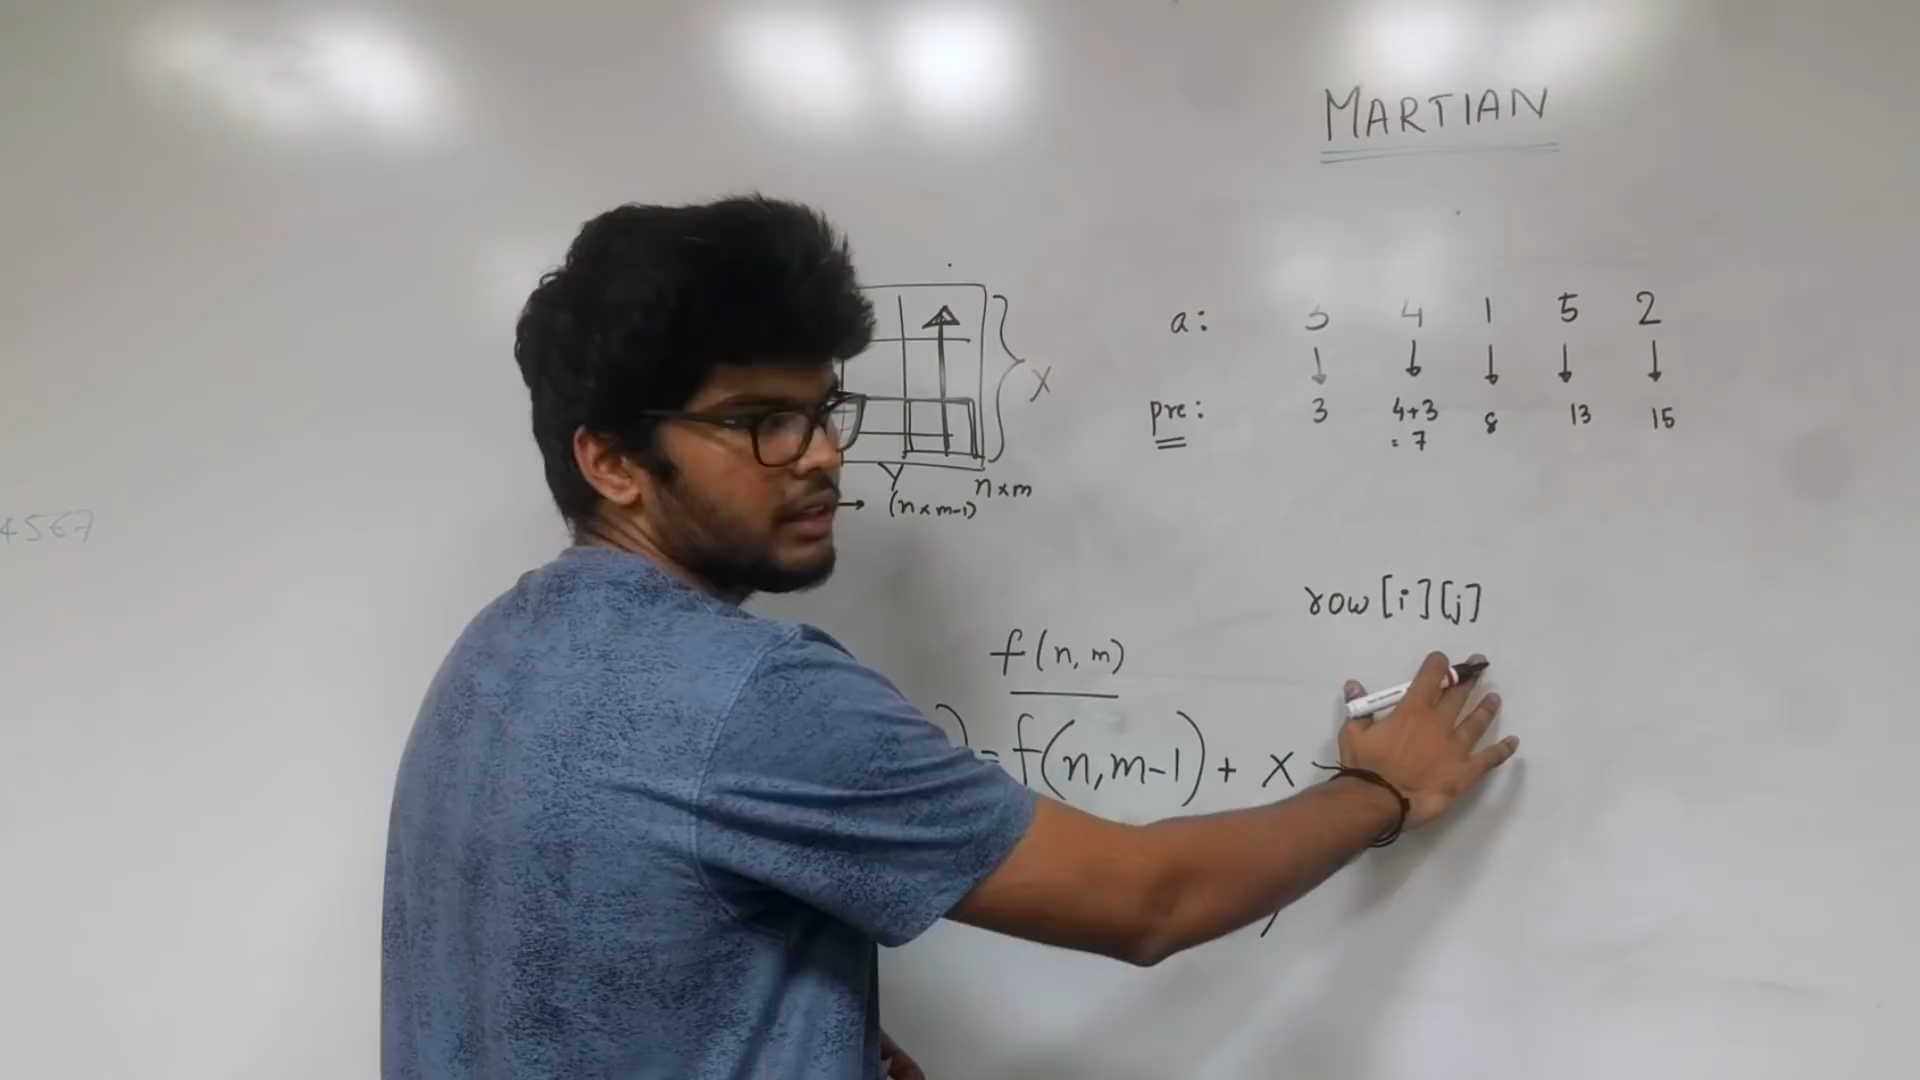 MARTIAN
a: 3 4 1 5 2
pre: 3 4+3 8 13 15
= 7
X
Y
n×m
(n×m-1)
4567
row[i][j]
f(n, m)
) = f(n,m-1) + X